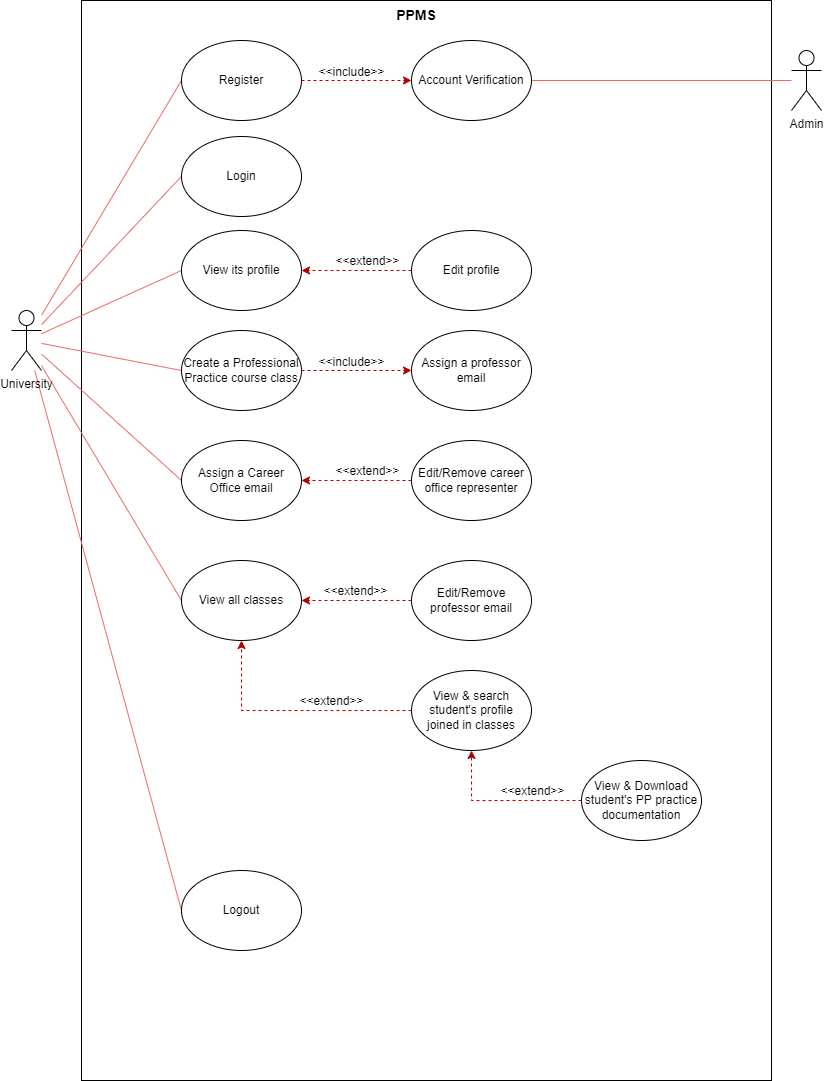 PPMS
Register
<<include>>
Account Verification
Admin
Login
View its profile
<<extend>>
Edit profile
University
Create a Professional
Practice course class
<<include>>
Assign a professor
email
Assign a Career
Office email
<<extend>>
Edit/Remove career
office representer
View all classes
<<extend>>
Edit/Remove
professor email
<<extend>>
View & search
student's profile
joined in classes
<<extend>>
View & Download
student's PP practice
documentation
Logout